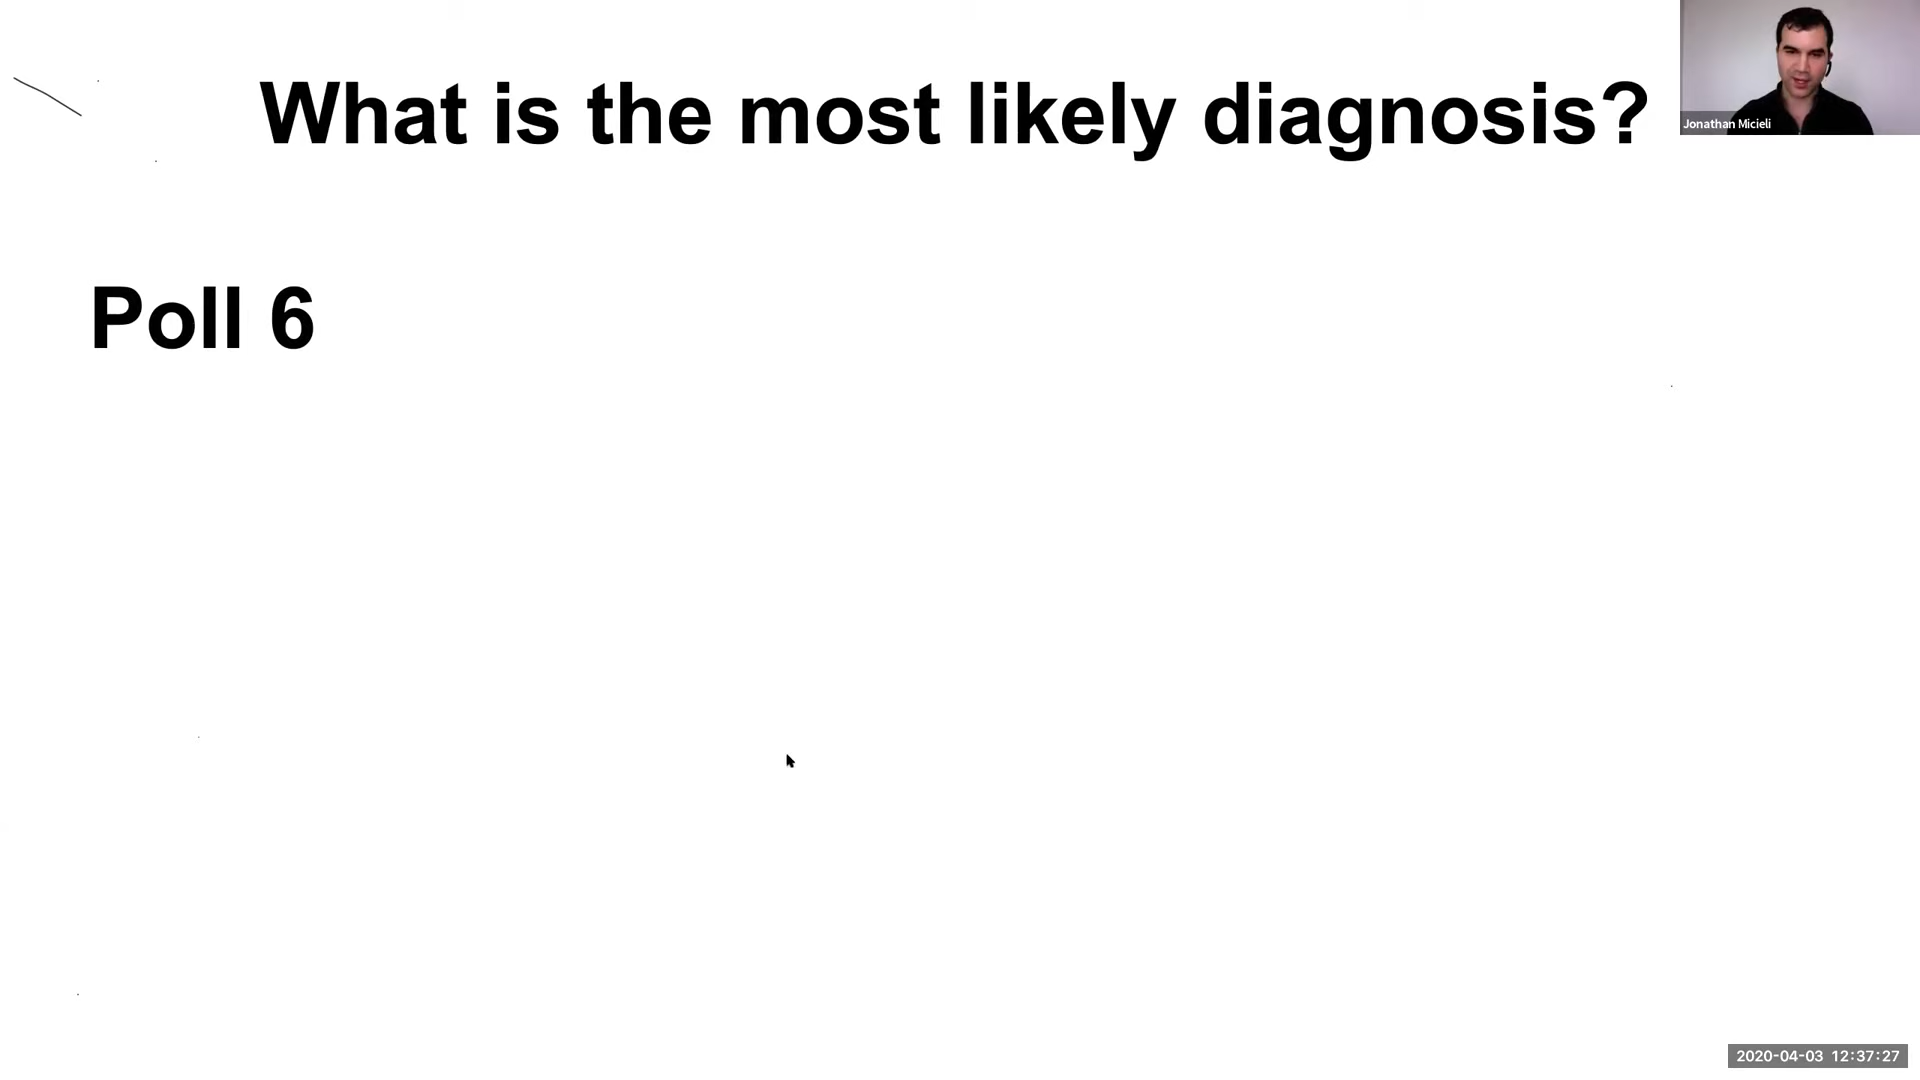 What is the most likely diagnosis?
Jonathan Micieli
Poll 6
2020-04-03 12:37:27